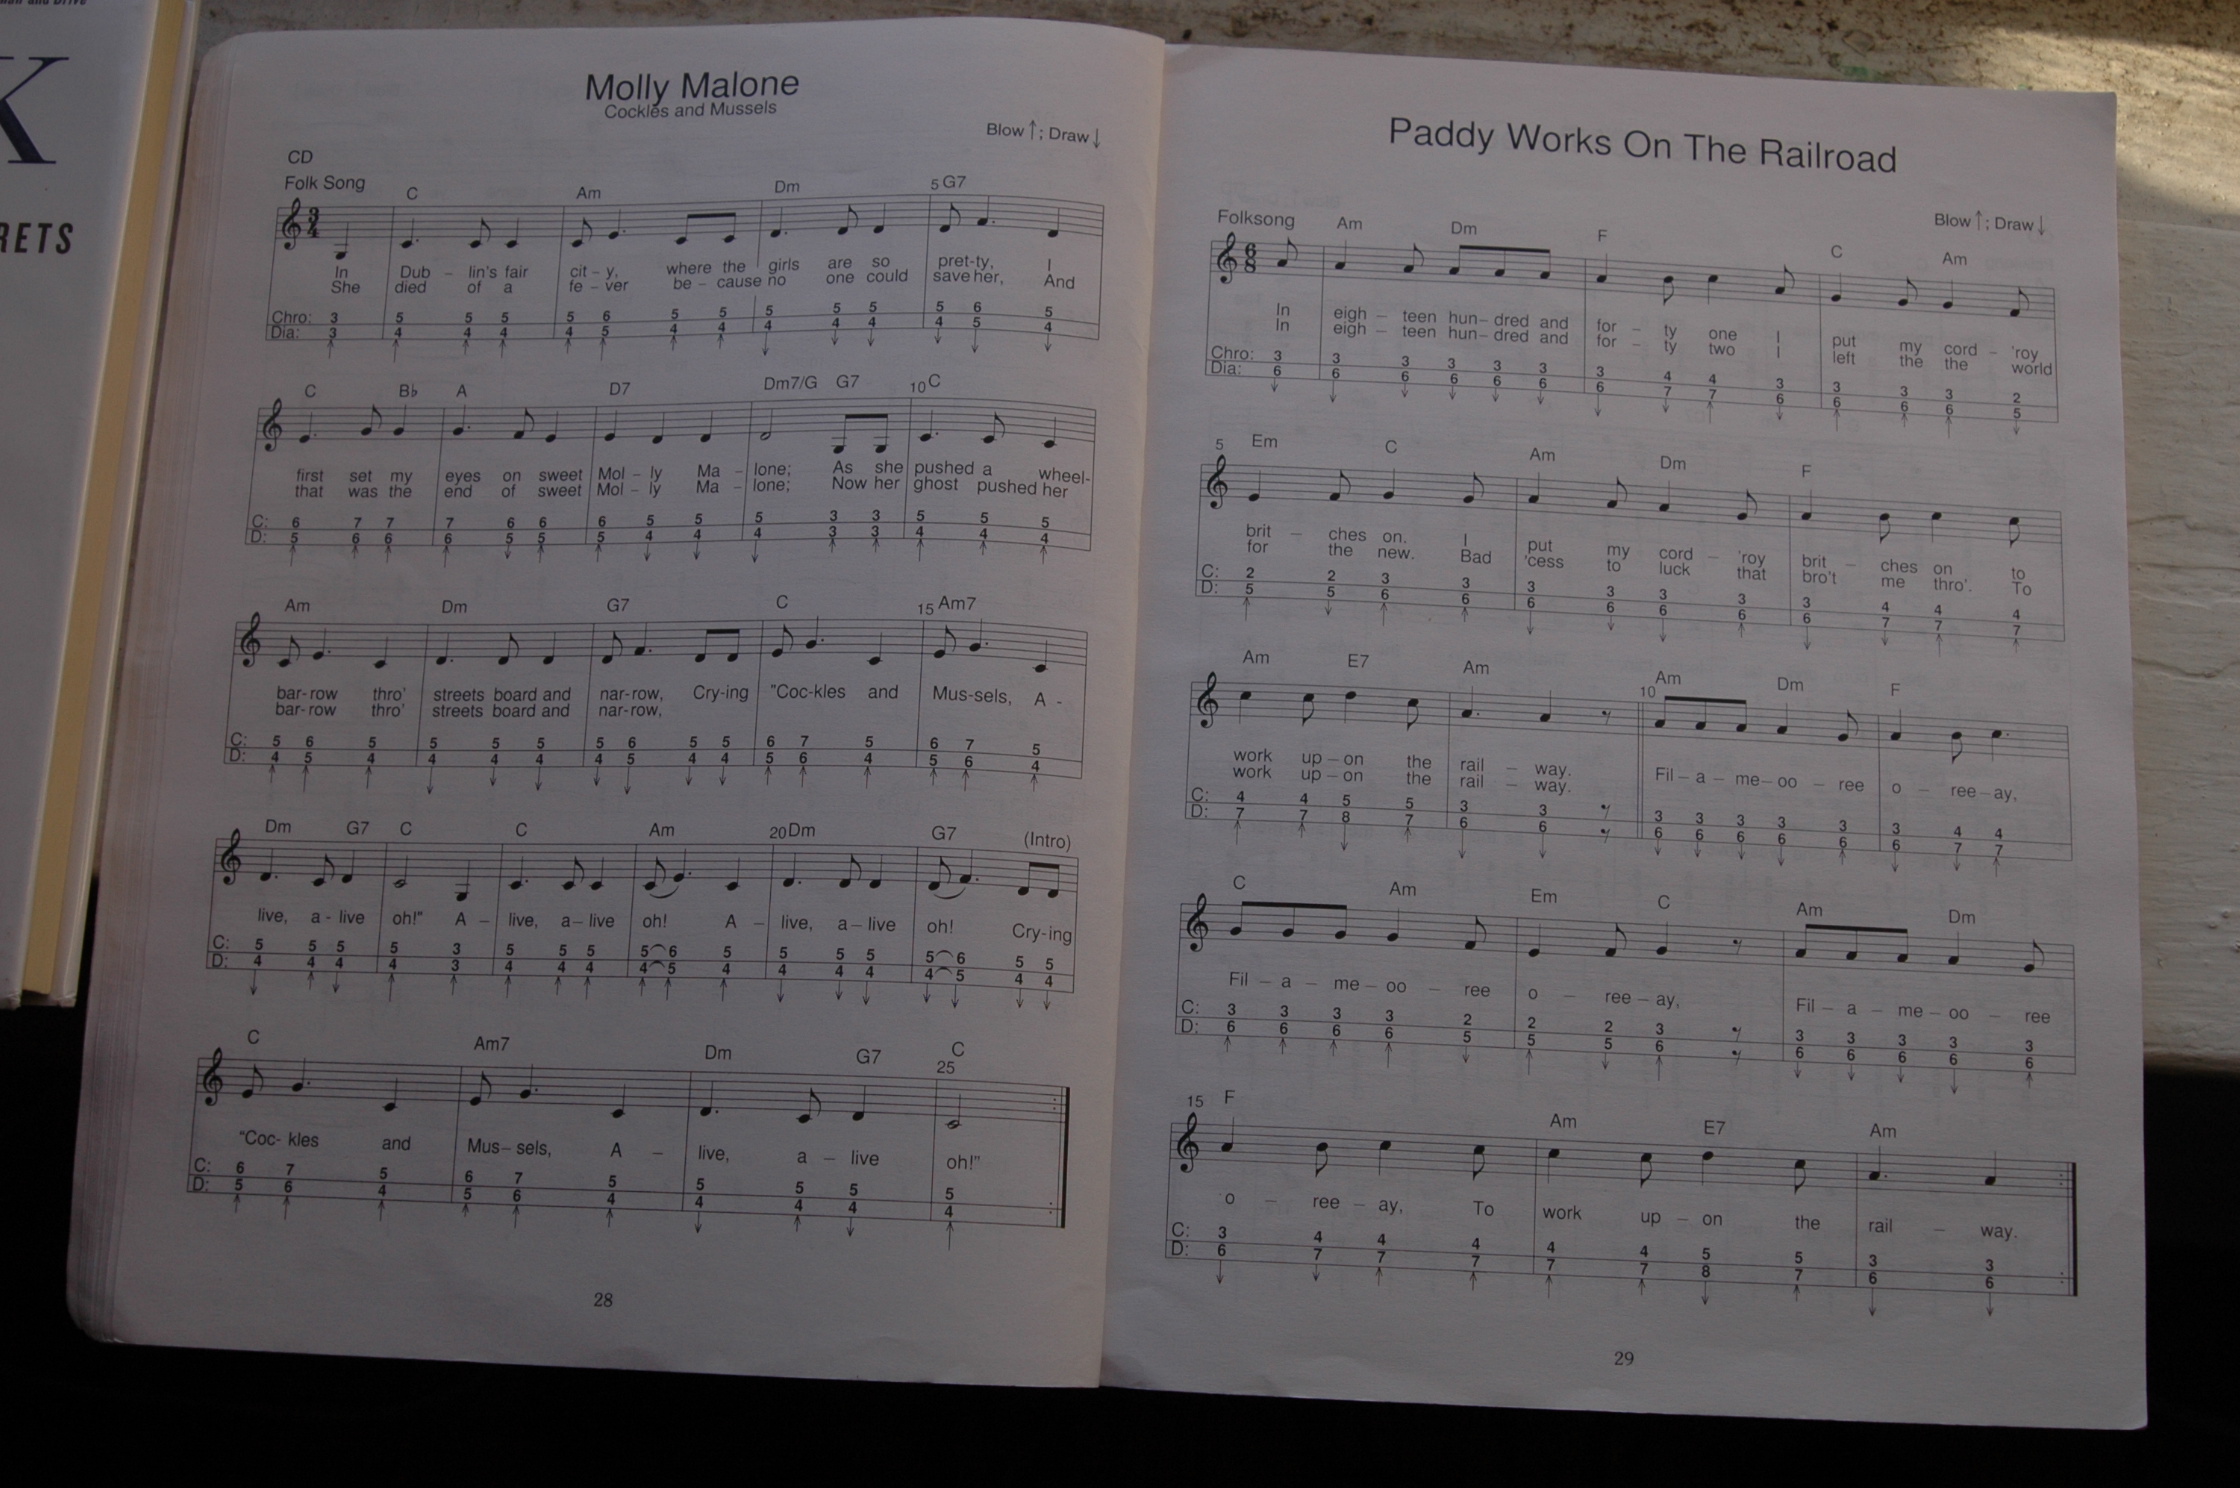 K
RETS
Molly Malone
Cockles and Mussels
Blow↑; Draw↓
CD
Folk Song
C Am Dm 5 G7
In Dub – lin's fair cit – y, where the girls are so pret-ty, I
She died of a fe – ver be – cause no one could save her, And
Chro: 3 5 5 5 5 6 5 5 5 5 5 5 6 5
Dia: 3 4 4 4 4 5 4 4 4 4 4 4 5 4
C B♭ A D7 Dm7/G G7 10 C
first set my eyes on sweet Mol – ly Ma – lone; As she pushed a wheel-
that was the end of sweet Mol – ly Ma – lone; Now her ghost pushed her
C: 6 7 7 7 6 6 6 5 5 5 3 3 5 5 5
D: 5 6 6 6 5 5 5 4 4 4 3 3 4 4 4
Am Dm G7 C 15 Am7
bar-row thro' streets board and nar-row, Cry-ing "Coc-kles and Mus-sels, A -
bar-row thro' streets board and nar-row,
C: 5 6 5 5 5 5 5 6 5 5 6 7 5 6 7 5
D: 4 5 4 4 4 4 4 5 4 4 5 6 4 5 6 4
Dm G7 C C Am 20 Dm G7 (Intro)
live, a - live oh!" A – live, a – live oh! A – live, a – live oh! Cry-ing
C: 5 5 5 5 3 5 5 5 5 6 5 5 5 5 5 6 5 5
D: 4 4 4 4 3 4 4 4 4 5 4 4 4 4 4 5 4 4
C Am7 Dm G7 25 C
"Coc- kles and Mus – sels, A – live, a – live oh!"
C: 6 7 5 6 7 5 5 5 5 5
D: 5 6 4 5 6 4 4 4 4 4
28
Paddy Works On The Railroad
Blow↑; Draw↓
Folksong Am Dm F C Am
In eigh – teen hun– dred and for – ty one I put my cord – 'roy
In eigh – teen hun– dred and for – ty two I left the the world
Chro: 3 3 3 3 3 3 3 4 4 3 3 3 3 2
Dia: 6 6 6 6 6 6 6 7 7 6 6 6 6 5
5 Em C Am Dm F
brit – ches on. I put my cord – 'roy brit – ches on to
for the new. Bad 'cess to luck that bro't me thro'. To
C: 2 2 3 3 3 3 3 3 3 4 4 4
D: 5 5 6 6 6 6 6 6 6 7 7 7
Am E7 Am 10 Am Dm F
work up – on the rail – way. Fil – a – me – oo – ree o – ree – ay,
work up – on the rail – way.
C: 4 4 5 5 3 3 3 3 3 3 3 3 4 4
D: 7 7 8 7 6 6 6 6 6 6 6 6 7 7
C Am Em C Am Dm
Fil – a – me – oo – ree o – ree – ay, Fil – a – me – oo – ree
C: 3 3 3 3 2 2 2 3 3 3 3 3 3
D: 6 6 6 6 5 5 5 6 6 6 6 6 6
15 F Am E7 Am
o – ree – ay, To work up – on the rail – way.
C: 3 4 4 4 4 4 5 5 3 3
D: 6 7 7 7 7 7 8 7 6 6
29